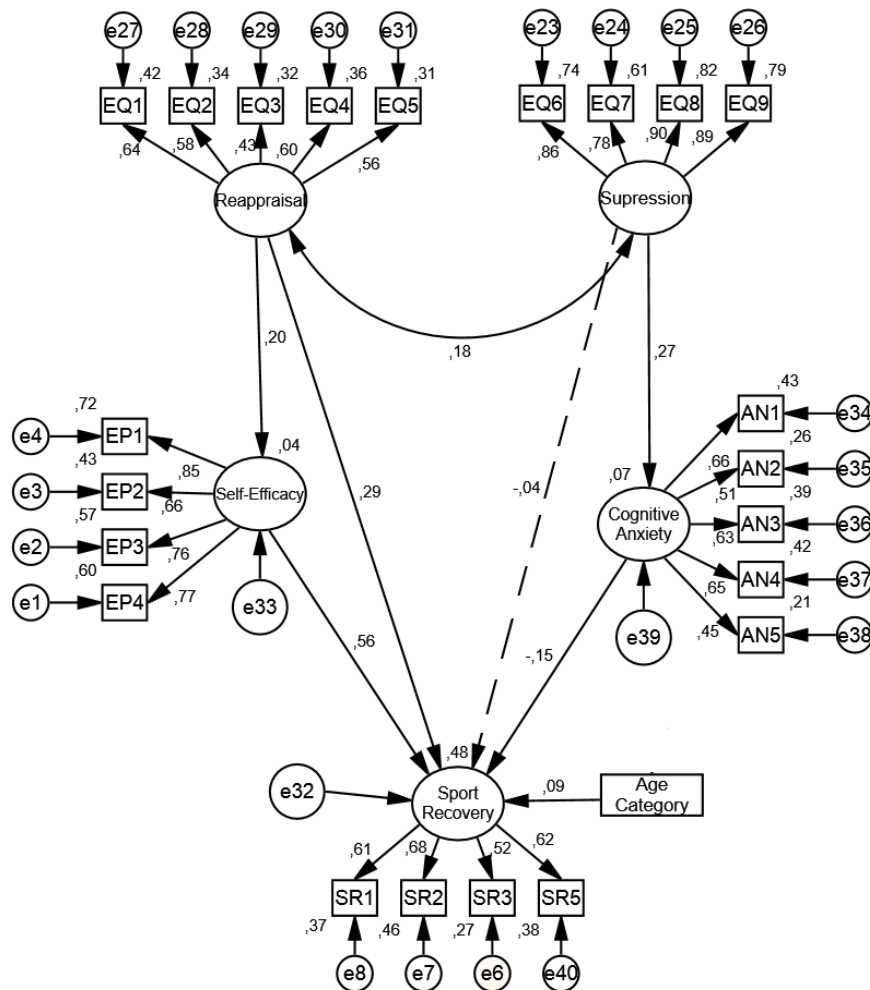 e27 e28 e29 e30 e31 e23 e24 e25 e26
,42 ,34 ,32 ,36 ,31 ,74 ,61 ,82 ,79
EQ1 EQ2 EQ3 EQ4 EQ5 EQ6 EQ7 EQ8 EQ9
,64 ,58 ,43 ,60 ,56 ,86 ,78 ,90 ,89
Reappraisal Supression
,20 ,18 ,27
,72 ,43
e4 EP1 ,04 AN1 e34
,43 ,85 ,26
e3 EP2 ,66 Self-Efficacy ,29 -,04 ,07 ,66 AN2 e35
,57 ,51 ,39
e2 EP3 ,76 Cognitive
Anxiety ,63 AN3 e36
,60 ,42
e1 EP4 ,77 e33 ,65 AN4 e37
,21
e39 ,45 AN5 e38
,56 -,15
,48
e32 Sport
Recovery ,09 Age
Category
,61 ,68 ,52 ,62
SR1 SR2 SR3 SR5
,37 ,46 ,27 ,38
e8 e7 e6 e40